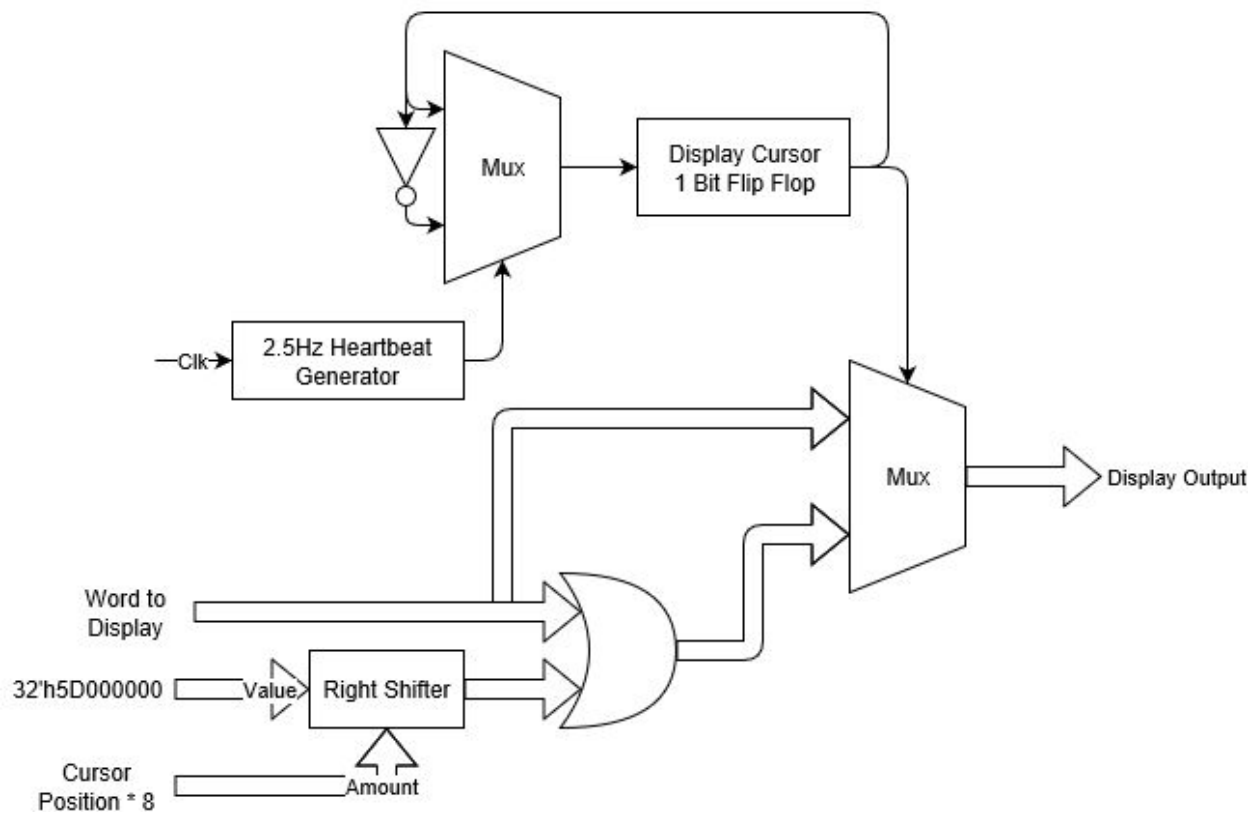 Mux
Display Cursor
1 Bit Flip Flop
Clk
2.5Hz Heartbeat
Generator
Mux
Display Output
Word to
Display
32'h5D000000
Value
Right Shifter
Cursor
Position * 8
Amount